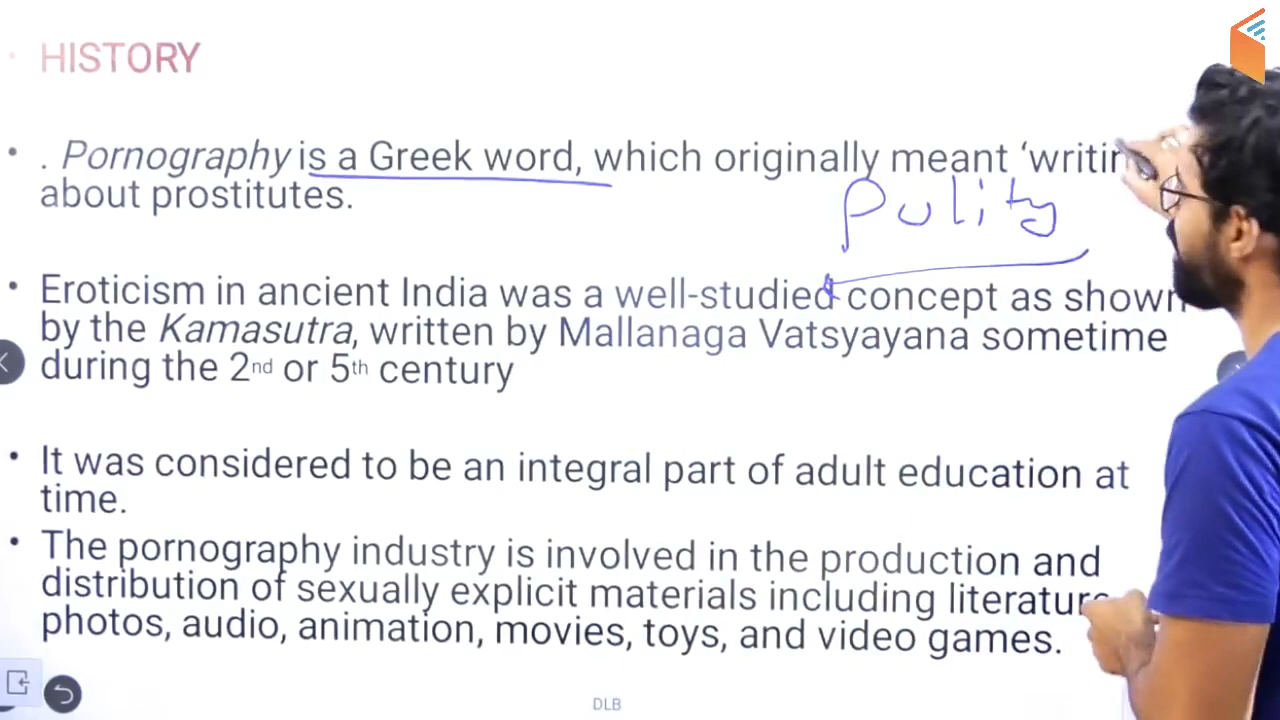 HISTORY
. Pornography is a Greek word, which originally meant ‘writin
about prostitutes.
Pulity
Eroticism in ancient India was a well-studied concept as shown
by the Kamasutra, written by Mallanaga Vatsyayana sometime
during the 2nd or 5th century
It was considered to be an integral part of adult education at
time.
The pornography industry is involved in the production and
distribution of sexually explicit materials including literature
photos, audio, animation, movies, toys, and video games.
DLB